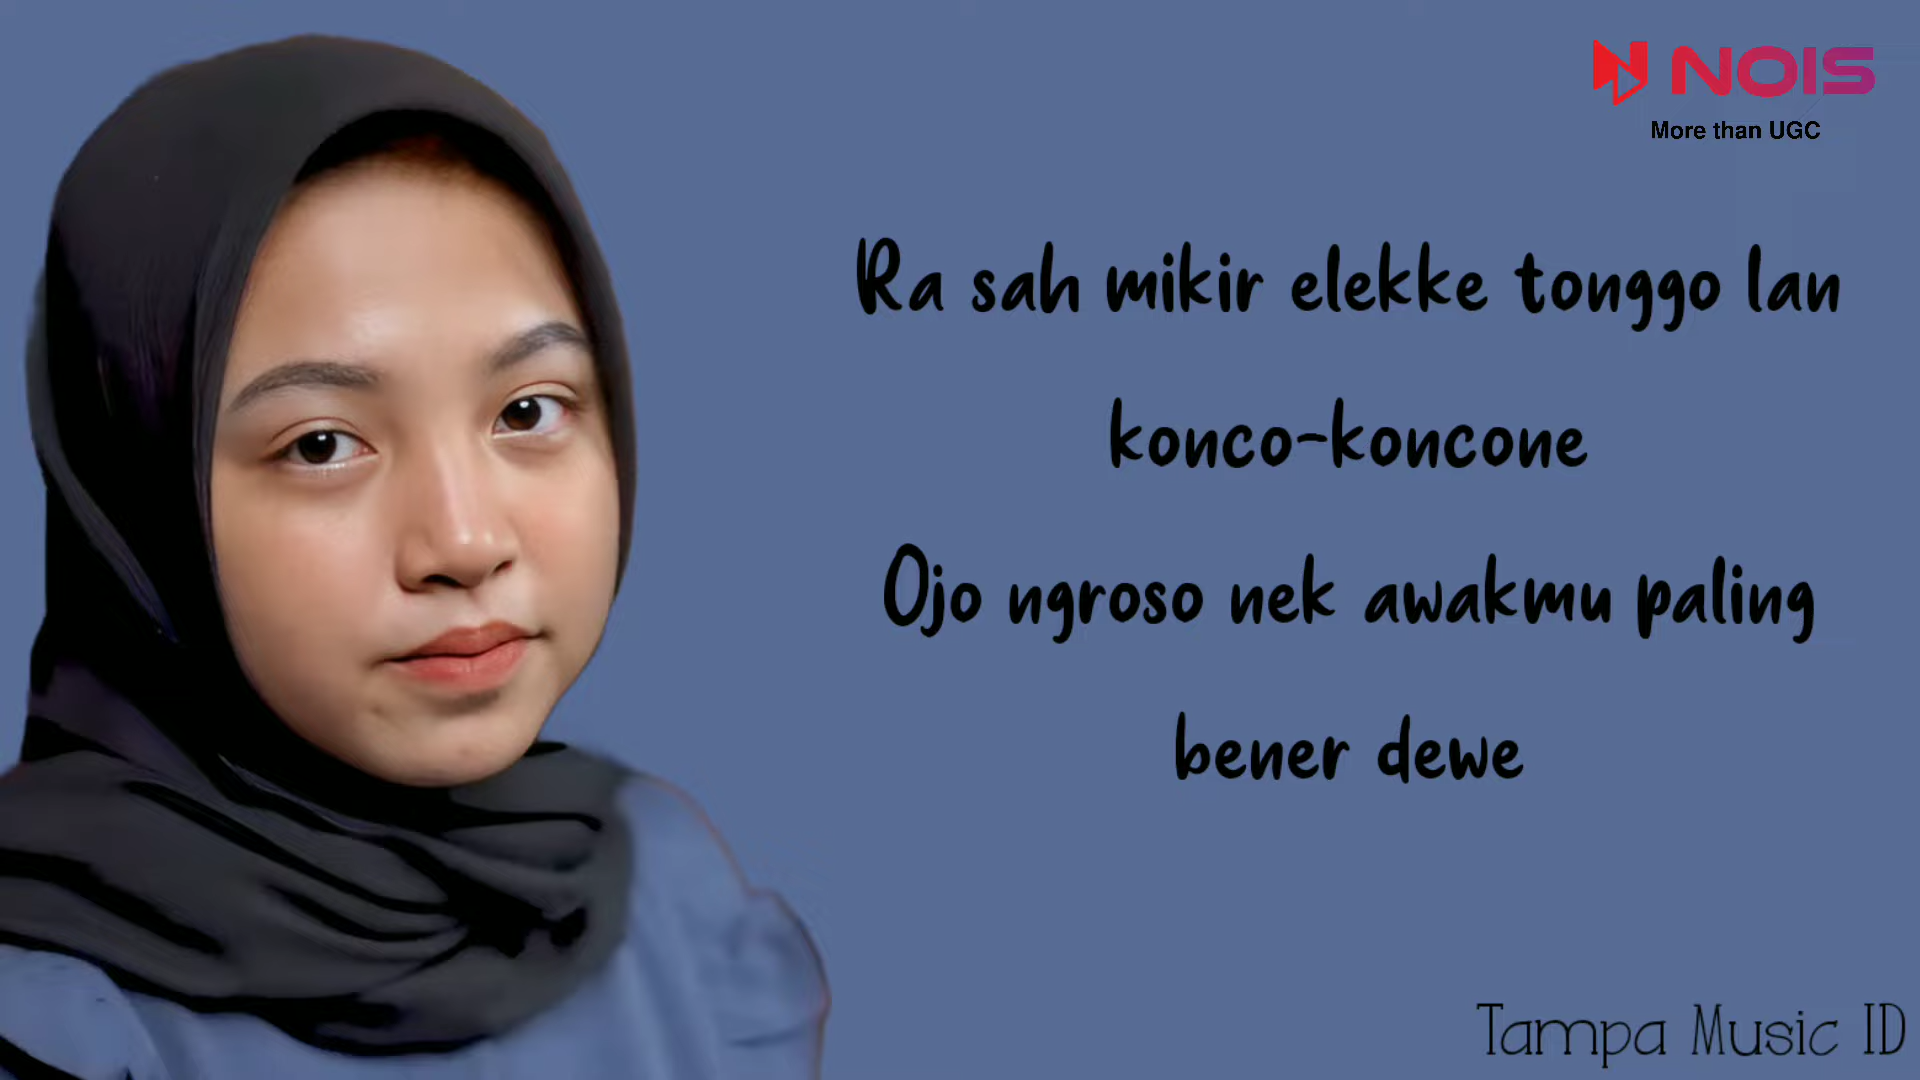 NOIS
More than UGC
Ra sah mikir elekke tonggo lan
konco-koncone
Ojo ngroso nek awakmu paling
bener dewe
Tampa Music ID